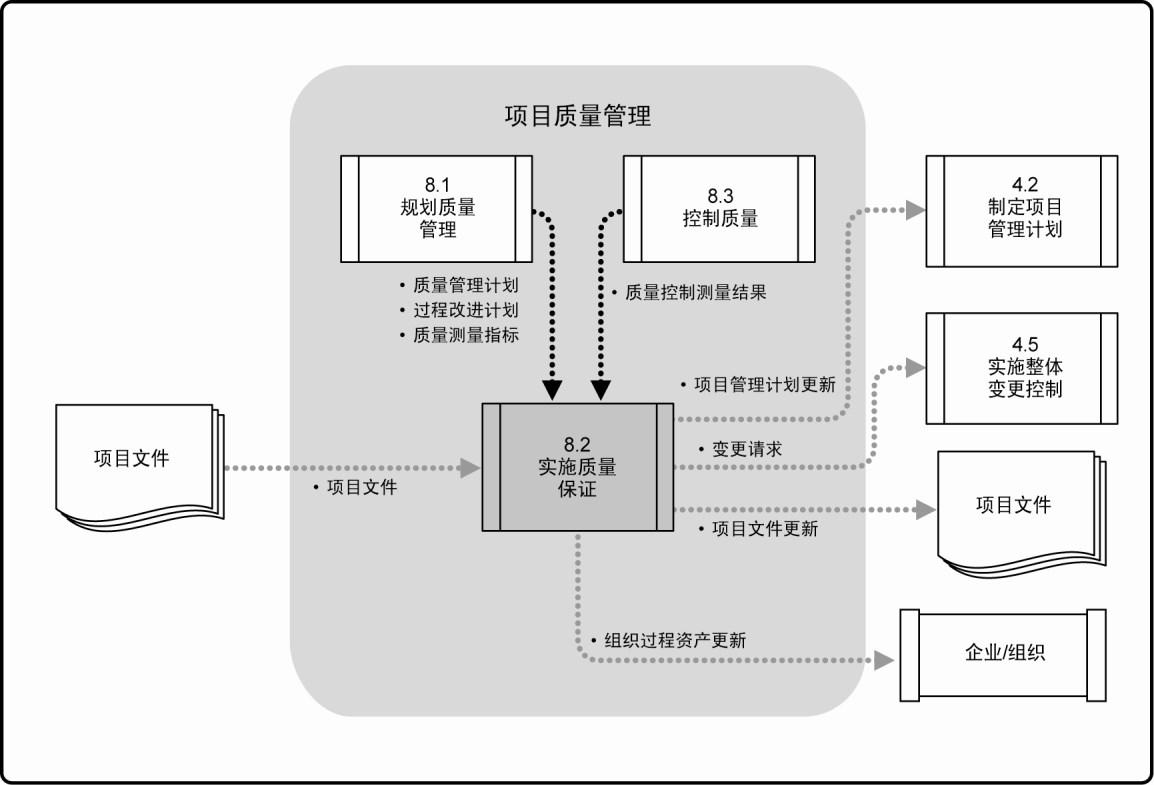 项目质量管理
8.1
规划质量
管理
8.3
控制质量
4.2
制定项目
管理计划
• 质量管理计划
• 过程改进计划
• 质量测量指标
• 质量控制测量结果
4.5
实施整体
变更控制
• 项目管理计划更新
项目文件
• 项目文件
8.2
实施质量
保证
• 变更请求
项目文件
• 项目文件更新
• 组织过程资产更新
企业/组织